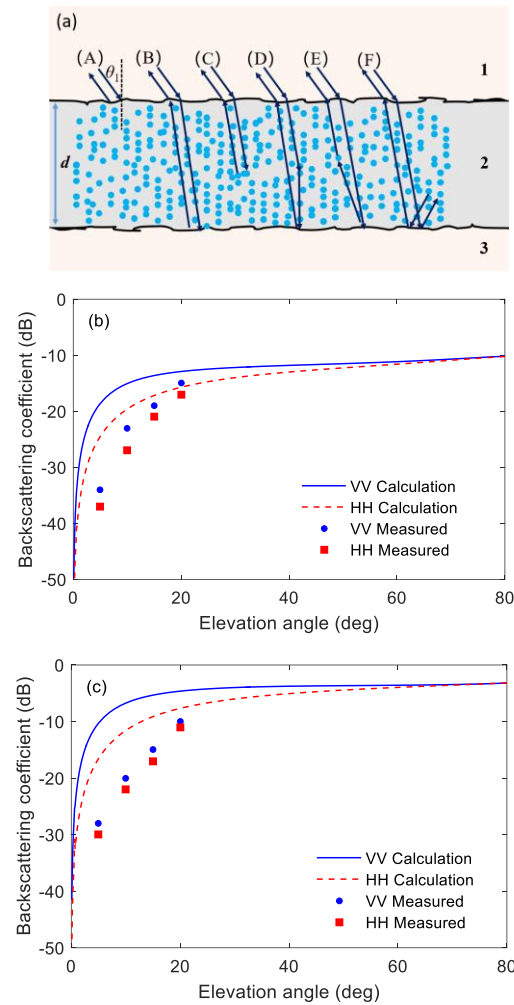 (a)
(A) θ1 (B) (C) (D) (E) (F)
1
d
2
3
0
-10
-20
-30
-40
-50
Backscattering coefficient (dB)
(b)
VV Calculation
HH Calculation
VV Measured
HH Measured
0 20 40 60 80
Elevation angle (deg)
0
-10
-20
-30
-40
-50
Backscattering coefficient (dB)
(c)
VV Calculation
HH Calculation
VV Measured
HH Measured
0 20 40 60 80
Elevation angle (deg)